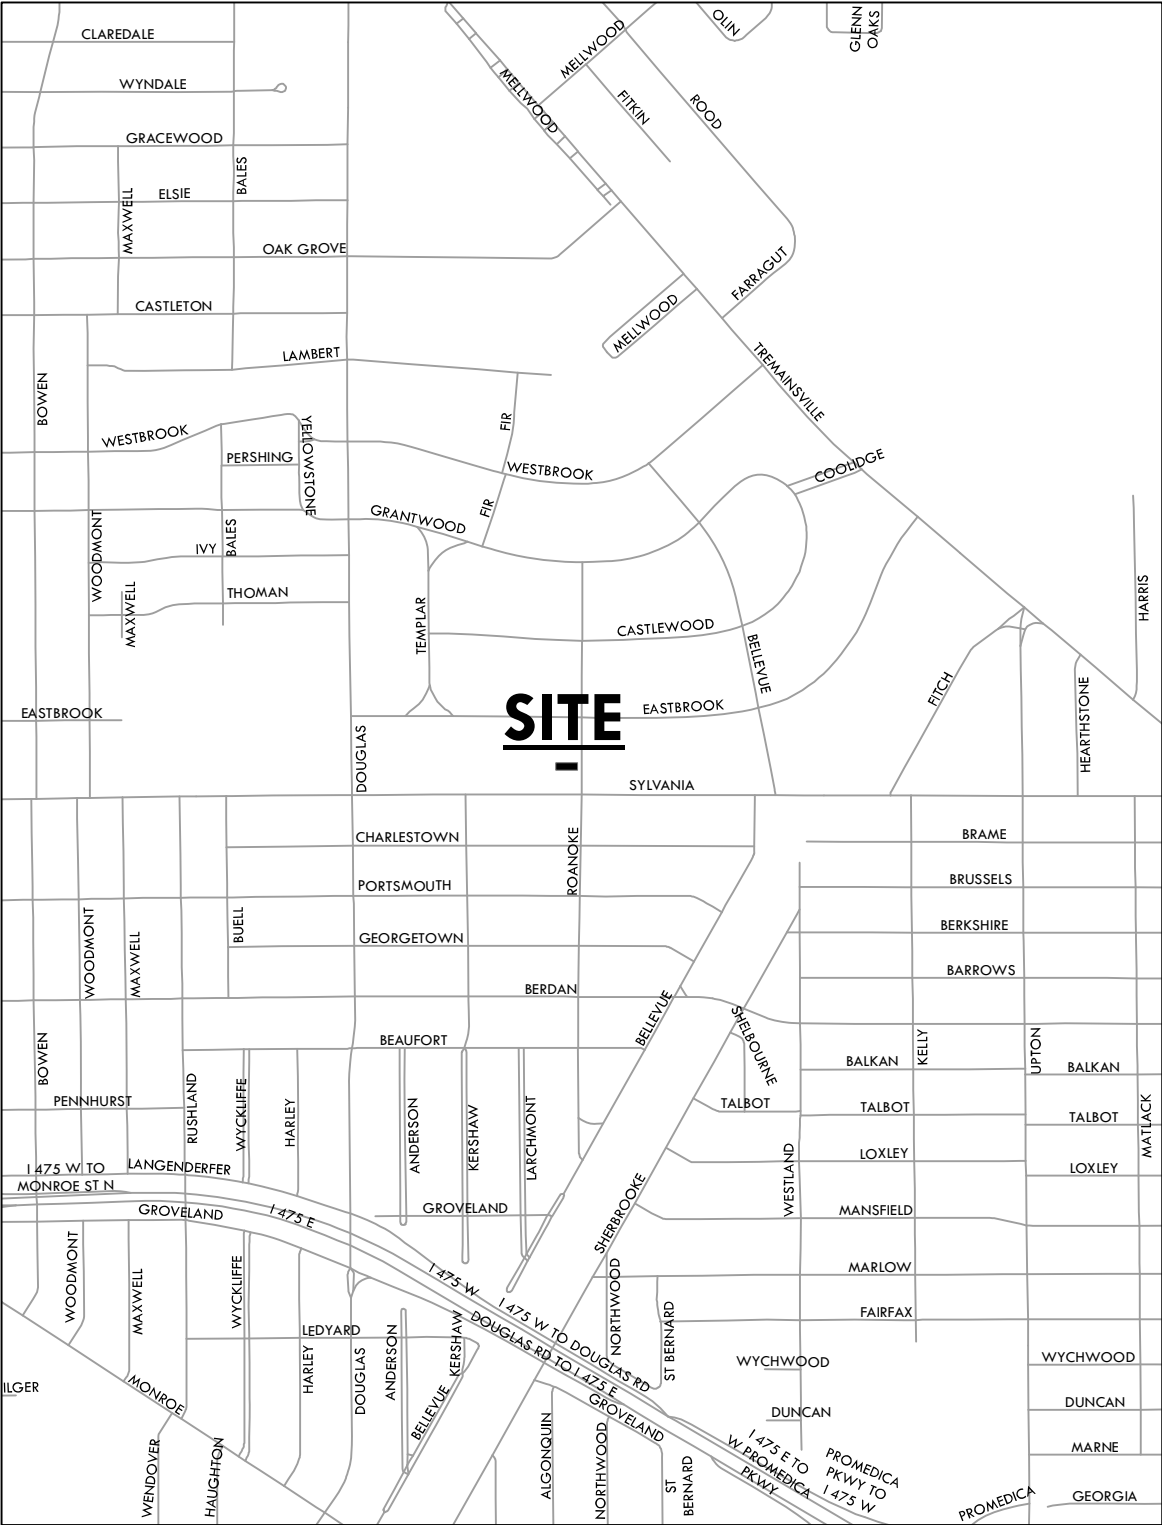 CLAREDALE
WYNDALE
GRACEWOOD
BALES
ELSIE
MAXWELL
OAK GROVE
CASTLETON
LAMBERT
BOWEN
OLIN
GLENN
OAKS
MELLWOOD
MELLWOOD
FITKIN
ROOD
FARRAGUT
MELLWOOD
TREMAINSVILLE
WESTBROOK
PERSHING
YELLOWSTONE
FIR
WESTBROOK
FIR
COOLIDGE
GRANTWOOD
WOODMONT
IVY
BALES
THOMAN
MAXWELL
TEMPLAR
CASTLEWOOD
BELLEVUE
HARRIS
FITCH
HEARTHSTONE
EASTBROOK
SITE
EASTBROOK
DOUGLAS
SYLVANIA
CHARLESTOWN
ROANOKE
BRAME
PORTSMOUTH
BRUSSELS
WOODMONT
MAXWELL
BUELL
GEORGETOWN
BERKSHIRE
BARROWS
BERDAN
BELLEVUE
SHELBOURNE
BEAUFORT
BOWEN
KELLY
UPTON
BALKAN
BALKAN
PENNHURST
RUSHLAND
WYCKLIFFE
HARLEY
ANDERSON
KERSHAW
LARCHMONT
TALBOT
TALBOT
TALBOT
MATLACK
I 475 W TO
MONROE ST N
LANGENDERFER
LOXLEY
LOXLEY
WESTLAND
GROVELAND
I 475 E
GROVELAND
SHERBROOKE
MANSFIELD
WOODMONT
MAXWELL
WYCKLIFFE
I 475 W
NORTHWOOD
MARLOW
I 475 W TO DOUGLAS RD
DOUGLAS RD TO I 475 E
ST BERNARD
FAIRFAX
LEDYARD
HARLEY
DOUGLAS
ANDERSON
KERSHAW
WYCHWOOD
WYCHWOOD
ILGER
MONROE
BELLEVUE
GROVELAND
DUNCAN
DUNCAN
WENDOVER
HAUGHTON
ALGONQUIN
NORTHWOOD
ST
BERNARD
I 475 E TO
W PROMEDICA
PKWY
PROMEDICA
PKWY TO
I 475 W
MARNE
PROMEDICA
GEORGIA